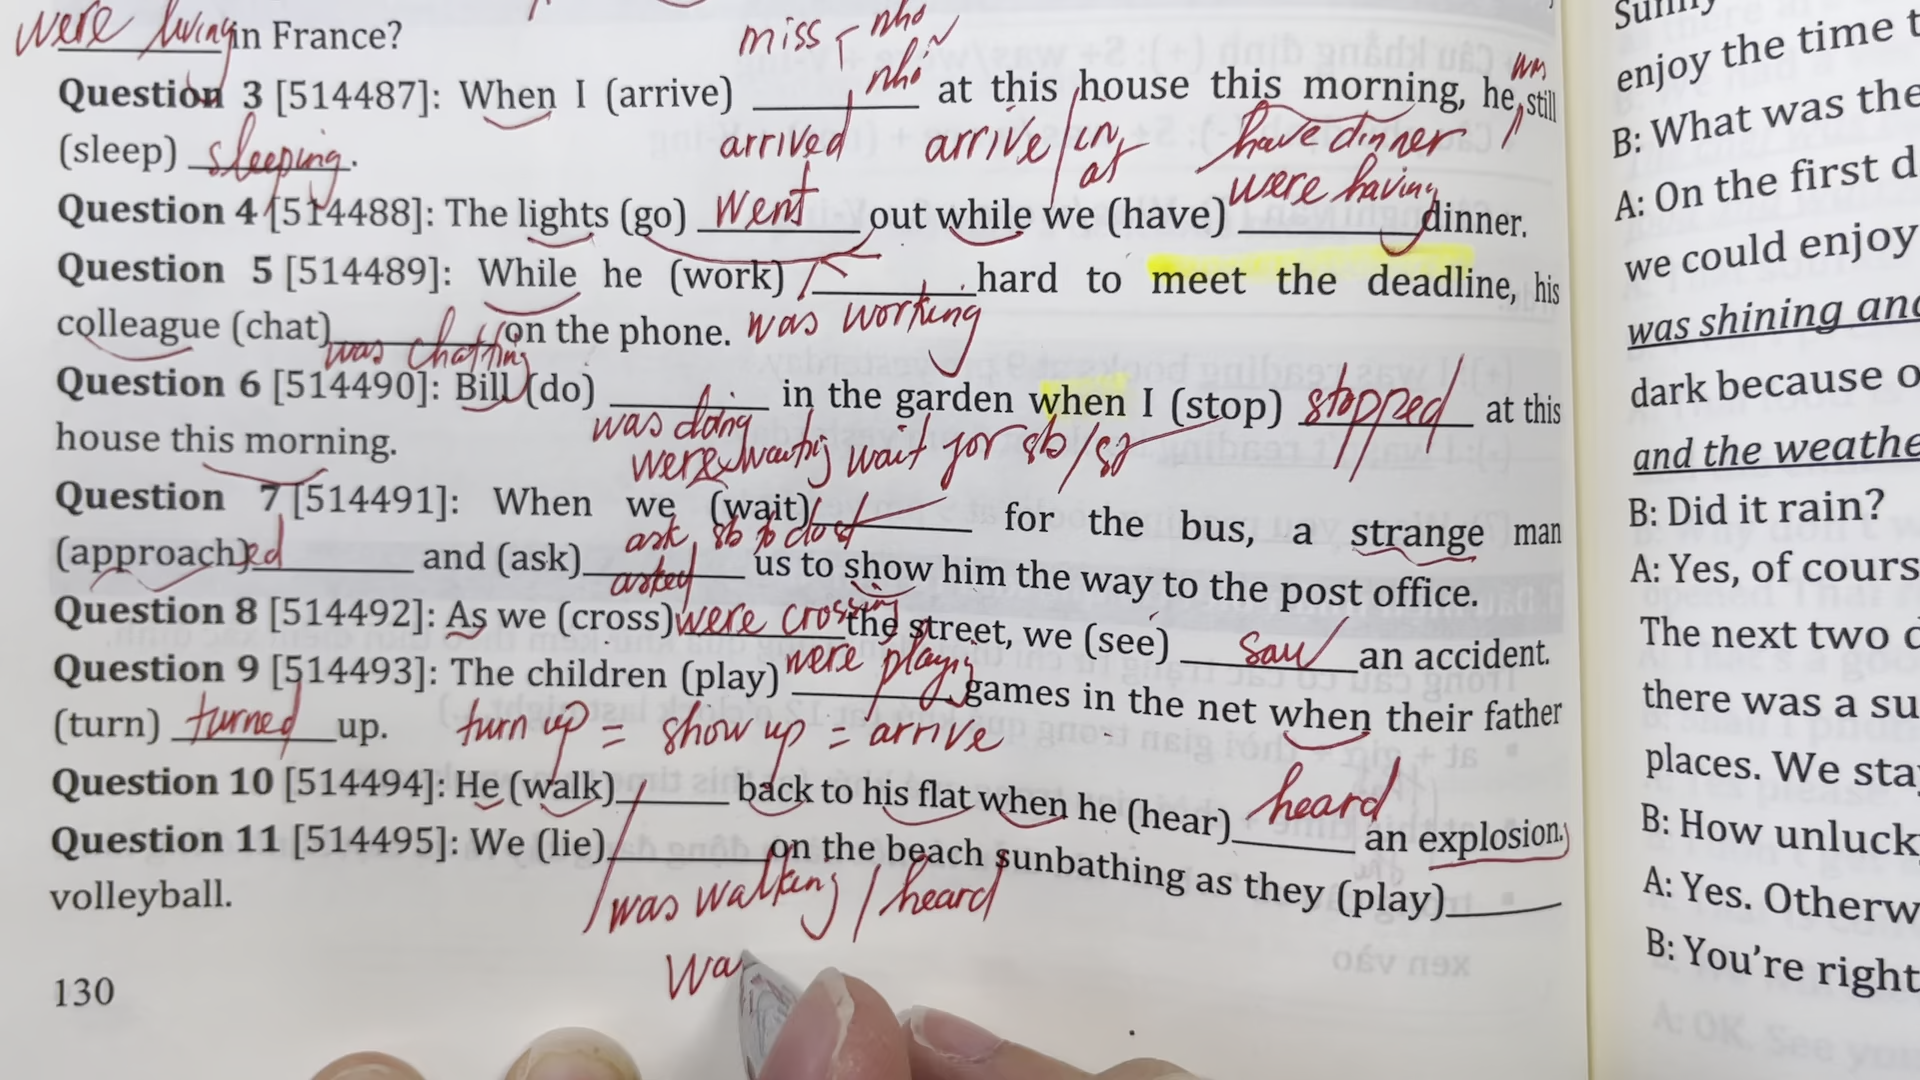 were living in France?
miss nhớ
nhỡ
Question 3 [514487]: When I (arrive) ________ at this house this morning, he was still
arrived arrive/in at have dinner
(sleep) sleeping.
were having
Question 4 [514488]: The lights (go) went out while we (have) ________ dinner.
Question 5 [514489]: While he (work) ________ hard to meet the deadline, his
was working
colleague (chat) ________ on the phone.
was chatting
Question 6 [514490]: Bill (do) ________ in the garden when I (stop) stopped at this
was doing
house this morning.
were waiting wait for sb/st
Question 7 [514491]: When we (wait) ________ for the bus, a strange man
ask sb to do st
(approach)ed ________ and (ask) asked us to show him the way to the post office.
Question 8 [514492]: As we (cross) were crossing the street, we (see) saw an accident.
Question 9 [514493]: The children (play) were playing games in the net when their father
(turn) turned up. turn up = show up = arrive
Question 10 [514494]: He (walk) ______ back to his flat when he (hear) heard an explosion.
Question 11 [514495]: We (lie) ________ on the beach sunbathing as they (play) ______
volleyball.
was walking / heard
Wa
130
enjoy the time t
B: What was the
A: On the first d
we could enjoy
was shining and
dark because o
and the weathe
B: Did it rain?
A: Yes, of cours
The next two d
there was a su
places. We sta
B: How unluck
A: Yes. Otherw
B: You're right